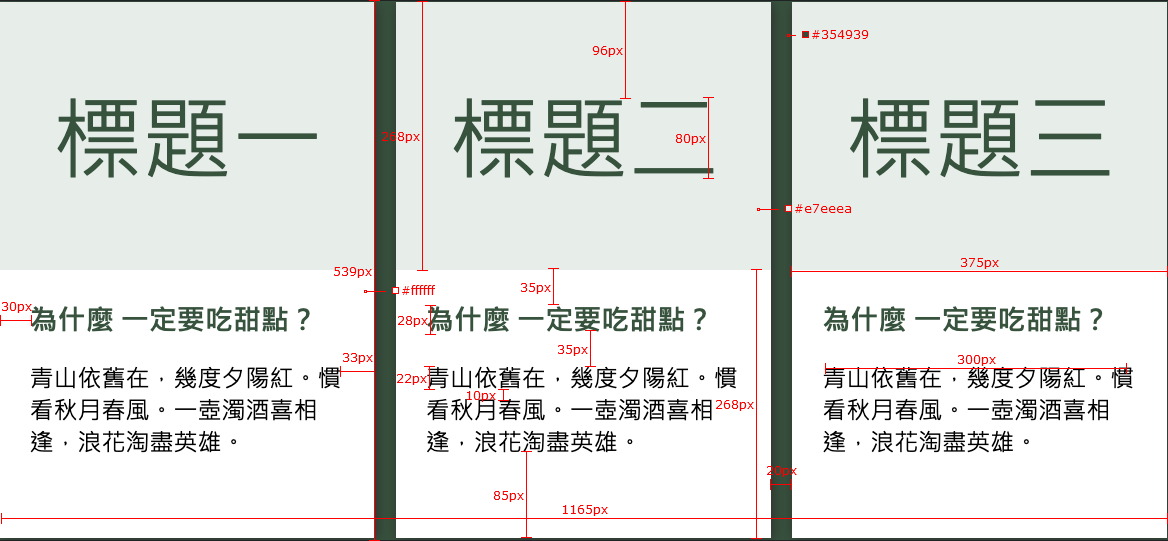 #354939
96px
標題一
標題二
標題三
268px
80px
#e7eeea
375px
539px
#ffffff
35px
30px
為什麼 一定要吃甜點？
28px
為什麼 一定要吃甜點？
為什麼 一定要吃甜點？
35px
33px
300px
22px
10px
青山依舊在，幾度夕陽紅。慣
看秋月春風。一壺濁酒喜相
逢，浪花淘盡英雄。
青山依舊在，幾度夕陽紅。慣
看秋月春風。一壺濁酒喜相
逢，浪花淘盡英雄。
268px
青山依舊在，幾度夕陽紅。慣
看秋月春風。一壺濁酒喜相
逢，浪花淘盡英雄。
20px
85px
1165px